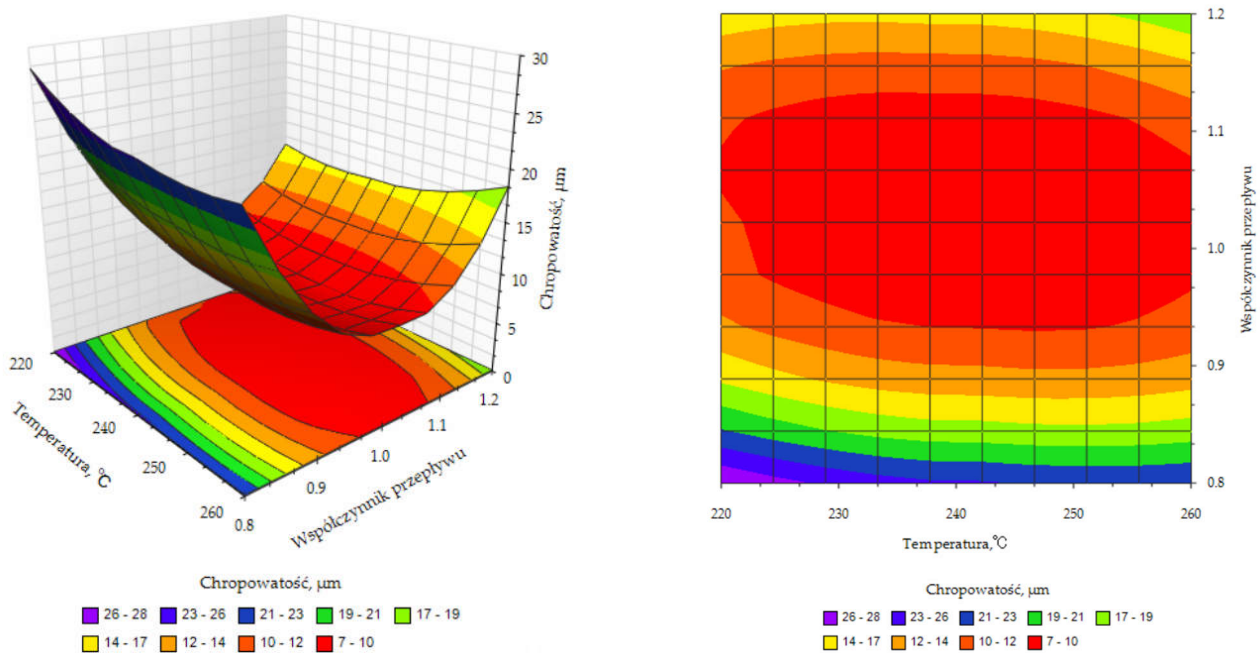 30
25
20
15
10
5
0
Chropowatość, μm
220
230
240
250
260
Temperatura, °C
0.8
0.9
1.0
1.1
1.2
Współczynnik przepływu
Chropowatość, μm
26 - 28 23 - 26 21 - 23 19 - 21 17 - 19
14 - 17 12 - 14 10 - 12 7 - 10
1.2
1.1
1.0
0.9
0.8
Współczynnik przepływu
220 230 240 250 260
Temperatura,°C
Chropowatość, μm
26 - 28 23 - 26 21 - 23 19 - 21 17 - 19
14 - 17 12 - 14 10 - 12 7 - 10